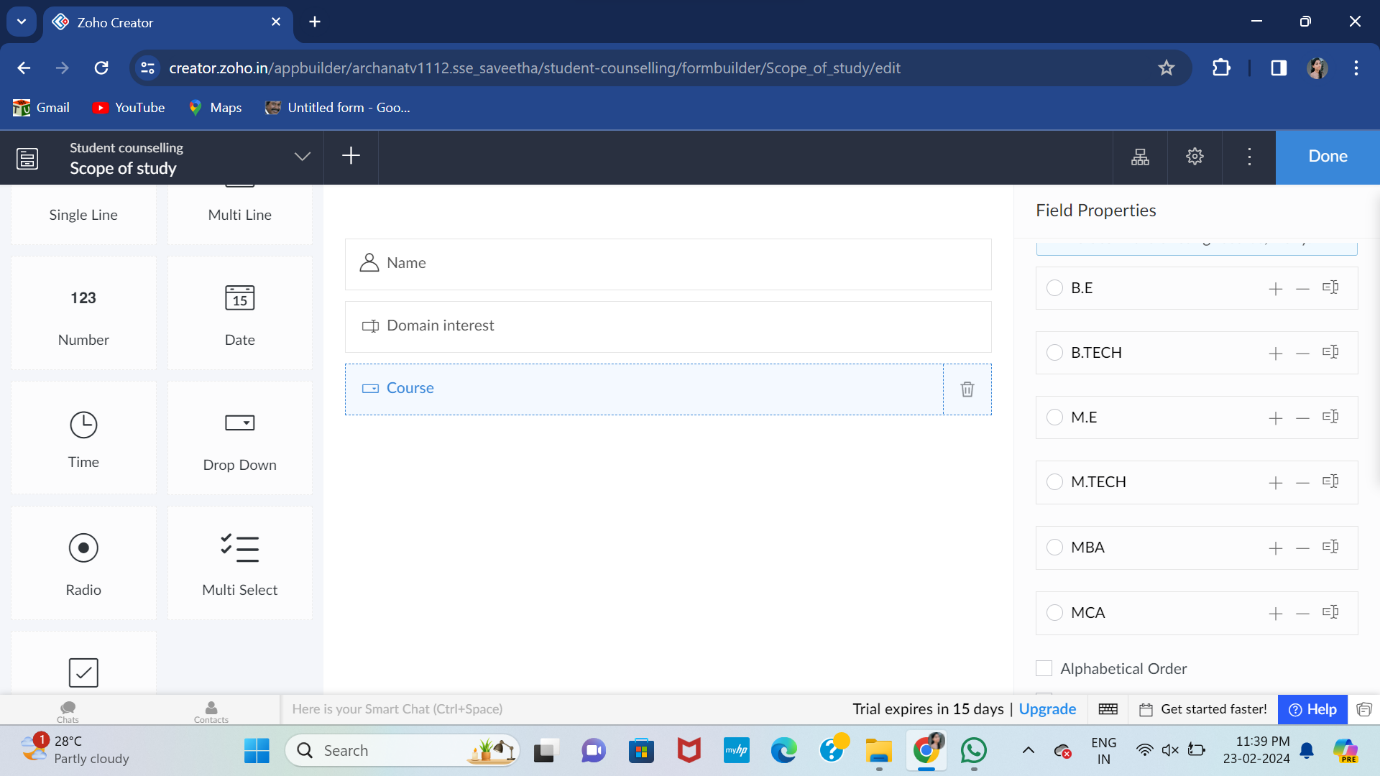 Zoho Creator
creator.zoho.in/appbuilder/archanatv1112.sse_saveetha/student-counselling/formbuilder/Scope_of_study/edit
Gmail
YouTube
Maps
Untitled form - Goo...
Student counselling
Scope of study
Done
Single Line
Multi Line
123
Number
15
Date
Time
Drop Down
Radio
Multi Select
Name
Domain interest
Course
Field Properties
B.E
B.TECH
M.E
M.TECH
MBA
MCA
Alphabetical Order
Chats
Contacts
Here is your Smart Chat (Ctrl+Space)
Trial expires in 15 days | Upgrade
Get started faster!
Help
1
28°C
Partly cloudy
Search
myhp
ENG
IN
11:39 PM
23-02-2024
PRE